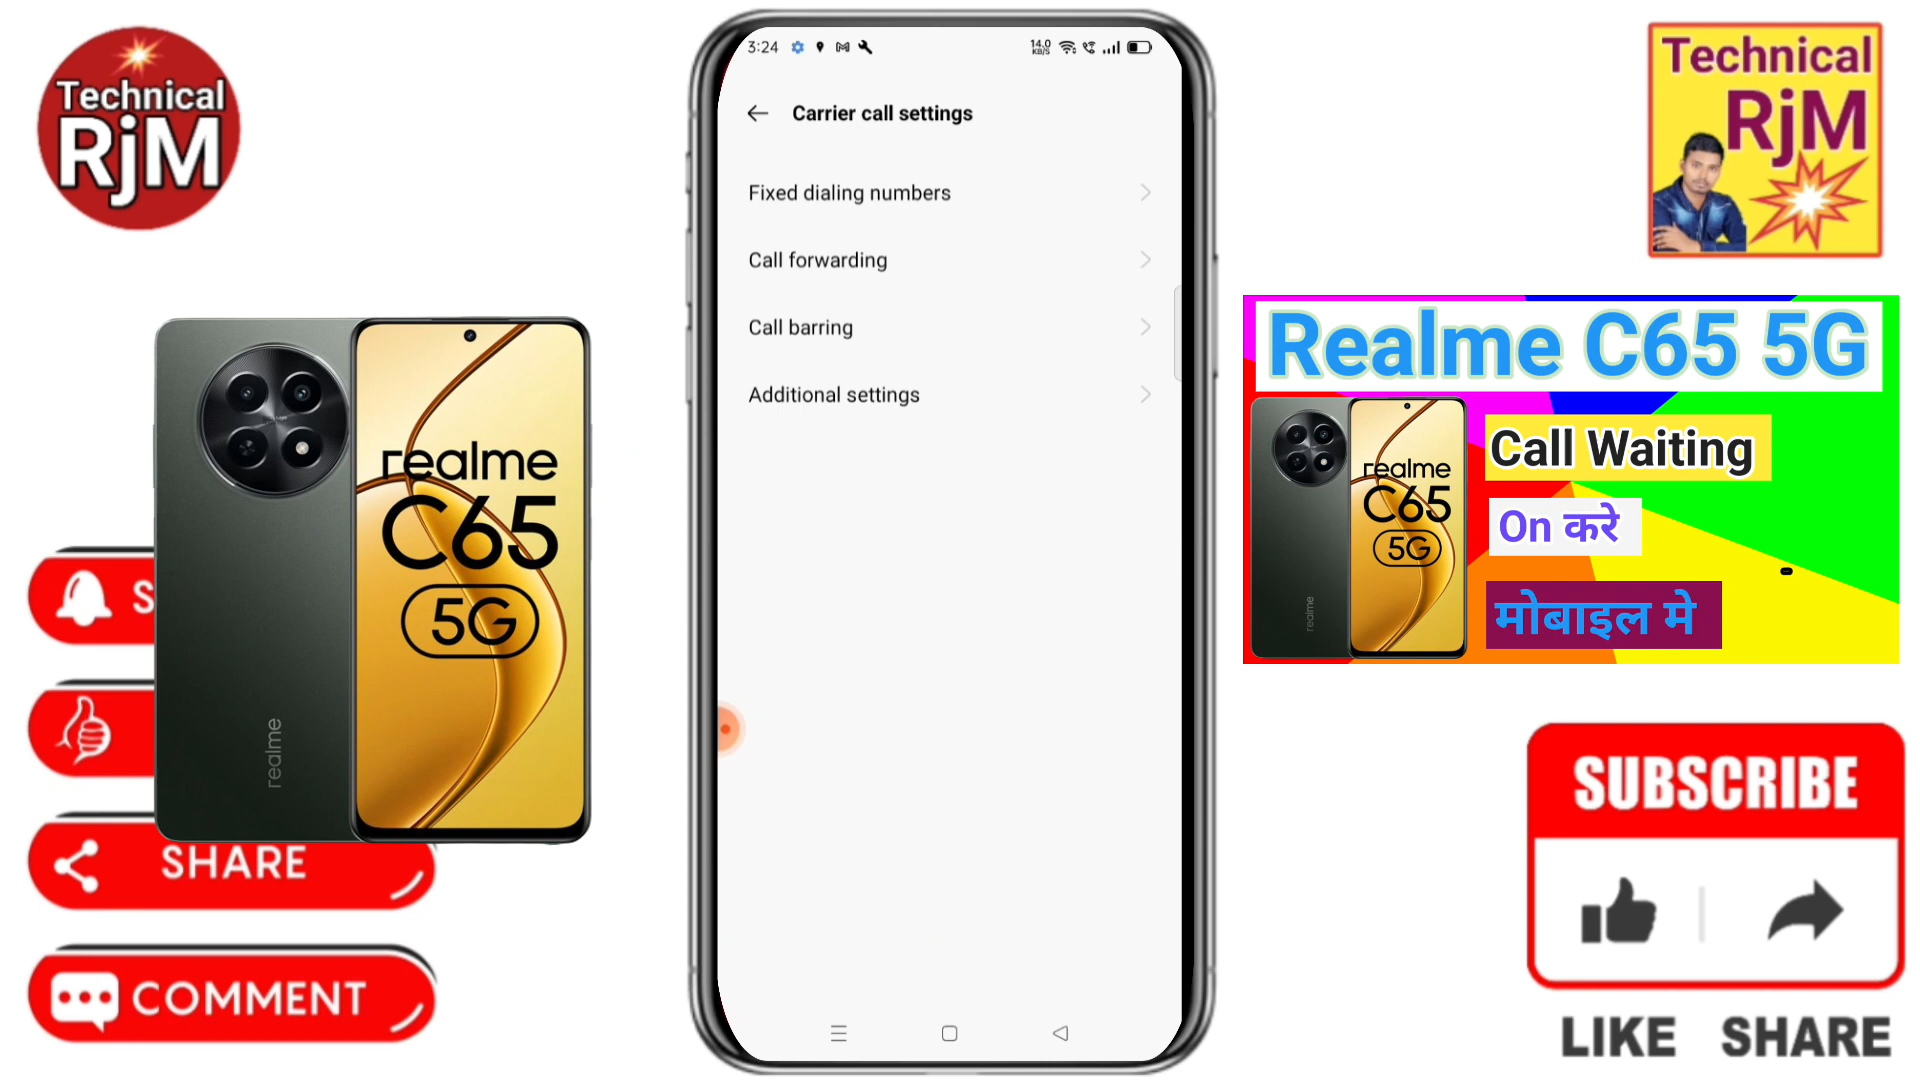 Technical
RjM
S
SHARE
COMMENT
realme
realme
C65
5G
3:24
14.0
KB/S
Carrier call settings
Fixed dialing numbers
Call forwarding
Call barring
Additional settings
Technical
RjM
Realme C65 5G
realme
C65
5G
realme
Call Waiting
On करे
मोबाइल मे
SUBSCRIBE
LIKE SHARE